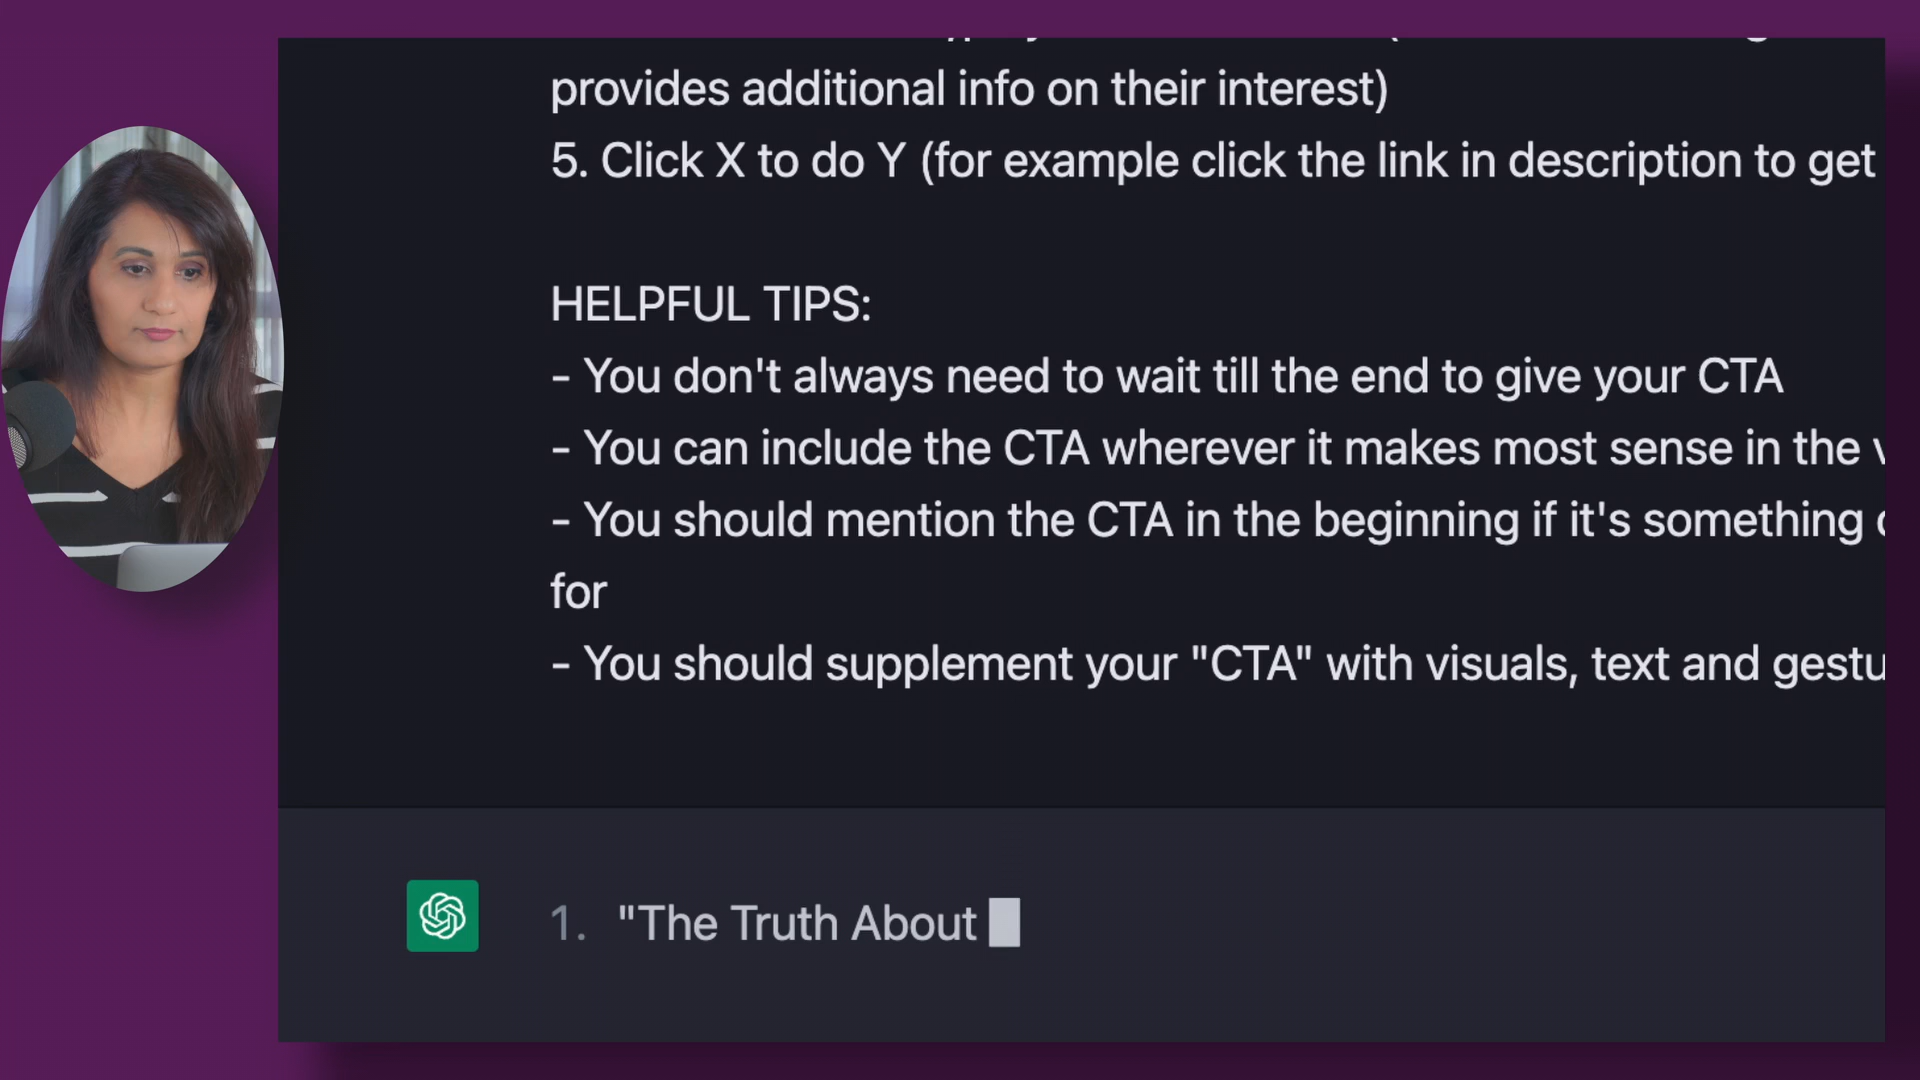 provides additional info on their interest)
5. Click X to do Y (for example click the link in description to get
HELPFUL TIPS:
- You don't always need to wait till the end to give your CTA
- You can include the CTA wherever it makes most sense in the
- You should mention the CTA in the beginning if it's something
for
- You should supplement your "CTA" with visuals, text and
1. "The Truth About